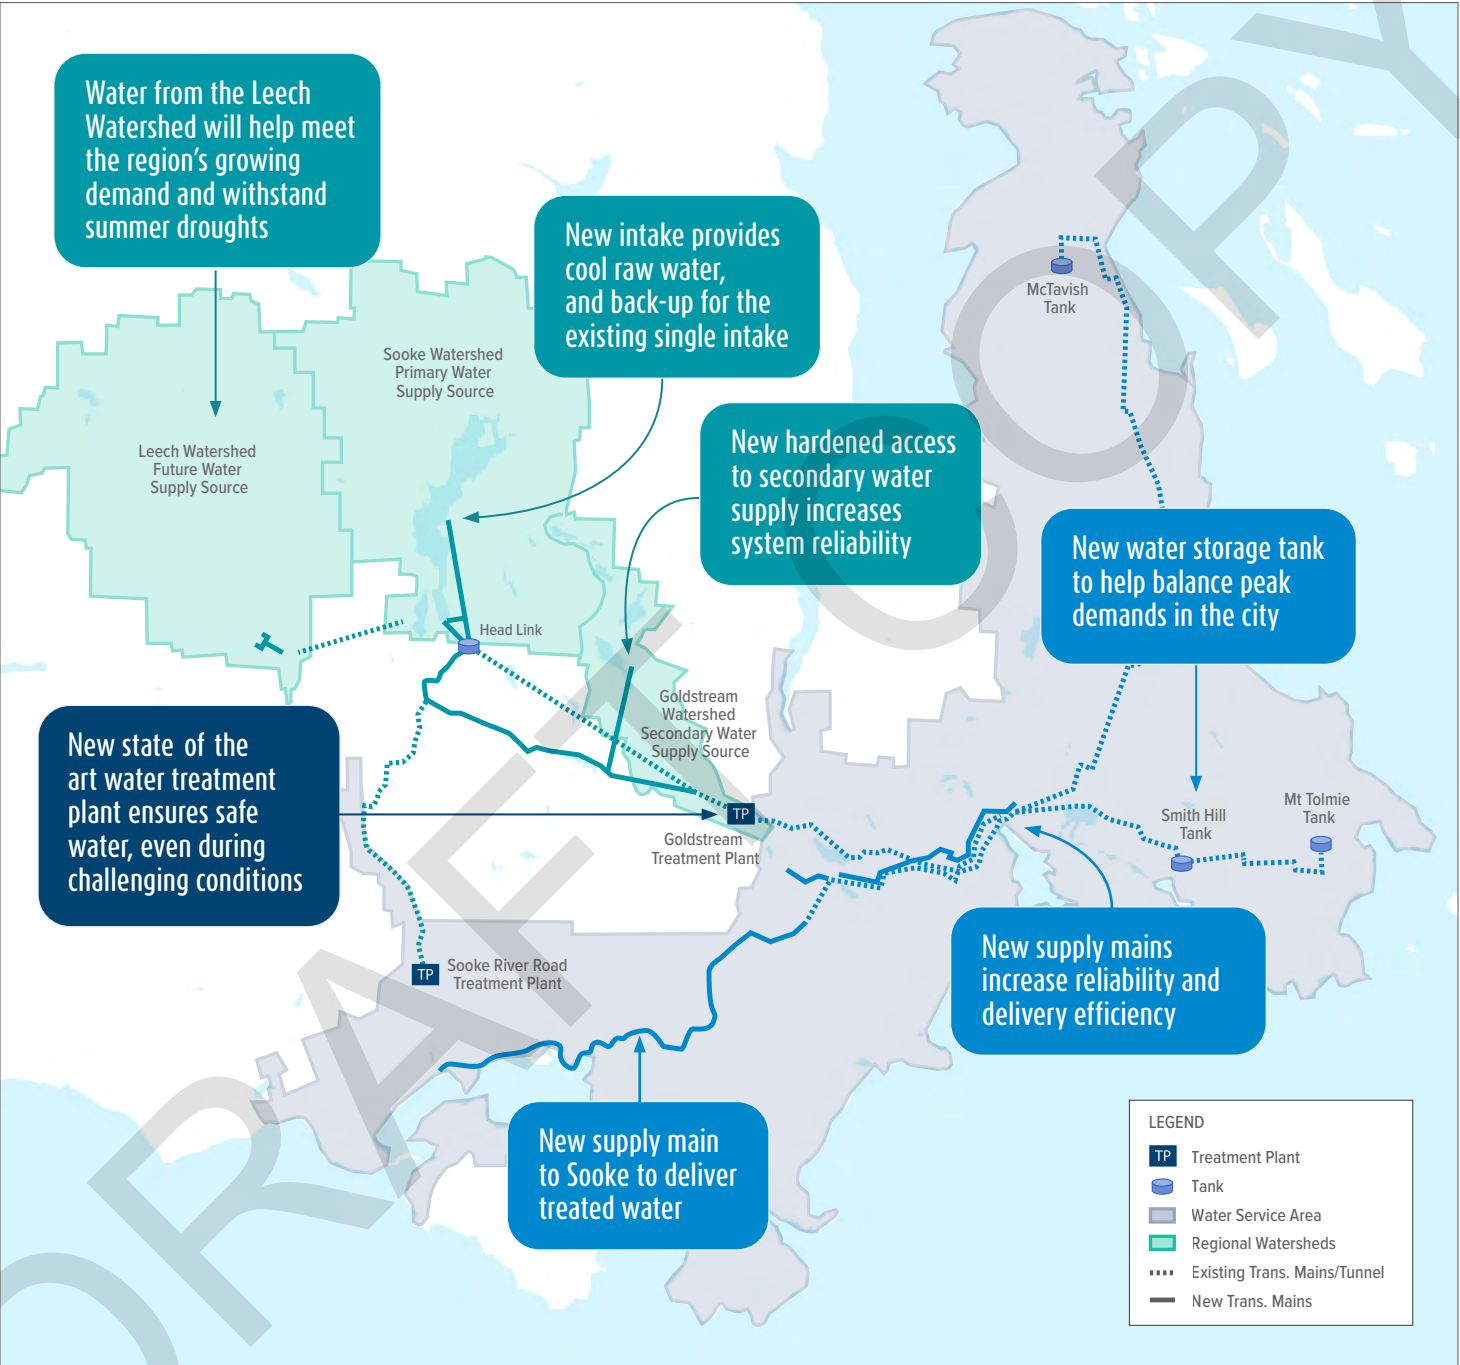 Water from the Leech
Watershed will help meet
the region's growing
demand and withstand
summer droughts
New intake provides
cool raw water,
and back-up for the
existing single intake
McTavish
Tank
Sooke Watershed
Primary Water
Supply Source
New hardened access
to secondary water
supply increases
system reliability
Leech Watershed
Future Water
Supply Source
New water storage tank
to help balance peak
demands in the city
Head Link
Goldstream
Watershed
Secondary Water
Supply Source
New state of the
art water treatment
plant ensures safe
water, even during
challenging conditions
TP
Goldstream
Treatment Plant
Smith Hill
Tank
Mt Tolmie
Tank
New supply mains
increase reliability and
delivery efficiency
TP
Sooke River Road
Treatment Plant
New supply main
to Sooke to deliver
treated water
LEGEND
TP Treatment Plant
Tank
Water Service Area
Regional Watersheds
Existing Trans. Mains/Tunnel
New Trans. Mains
DRAFT COPY